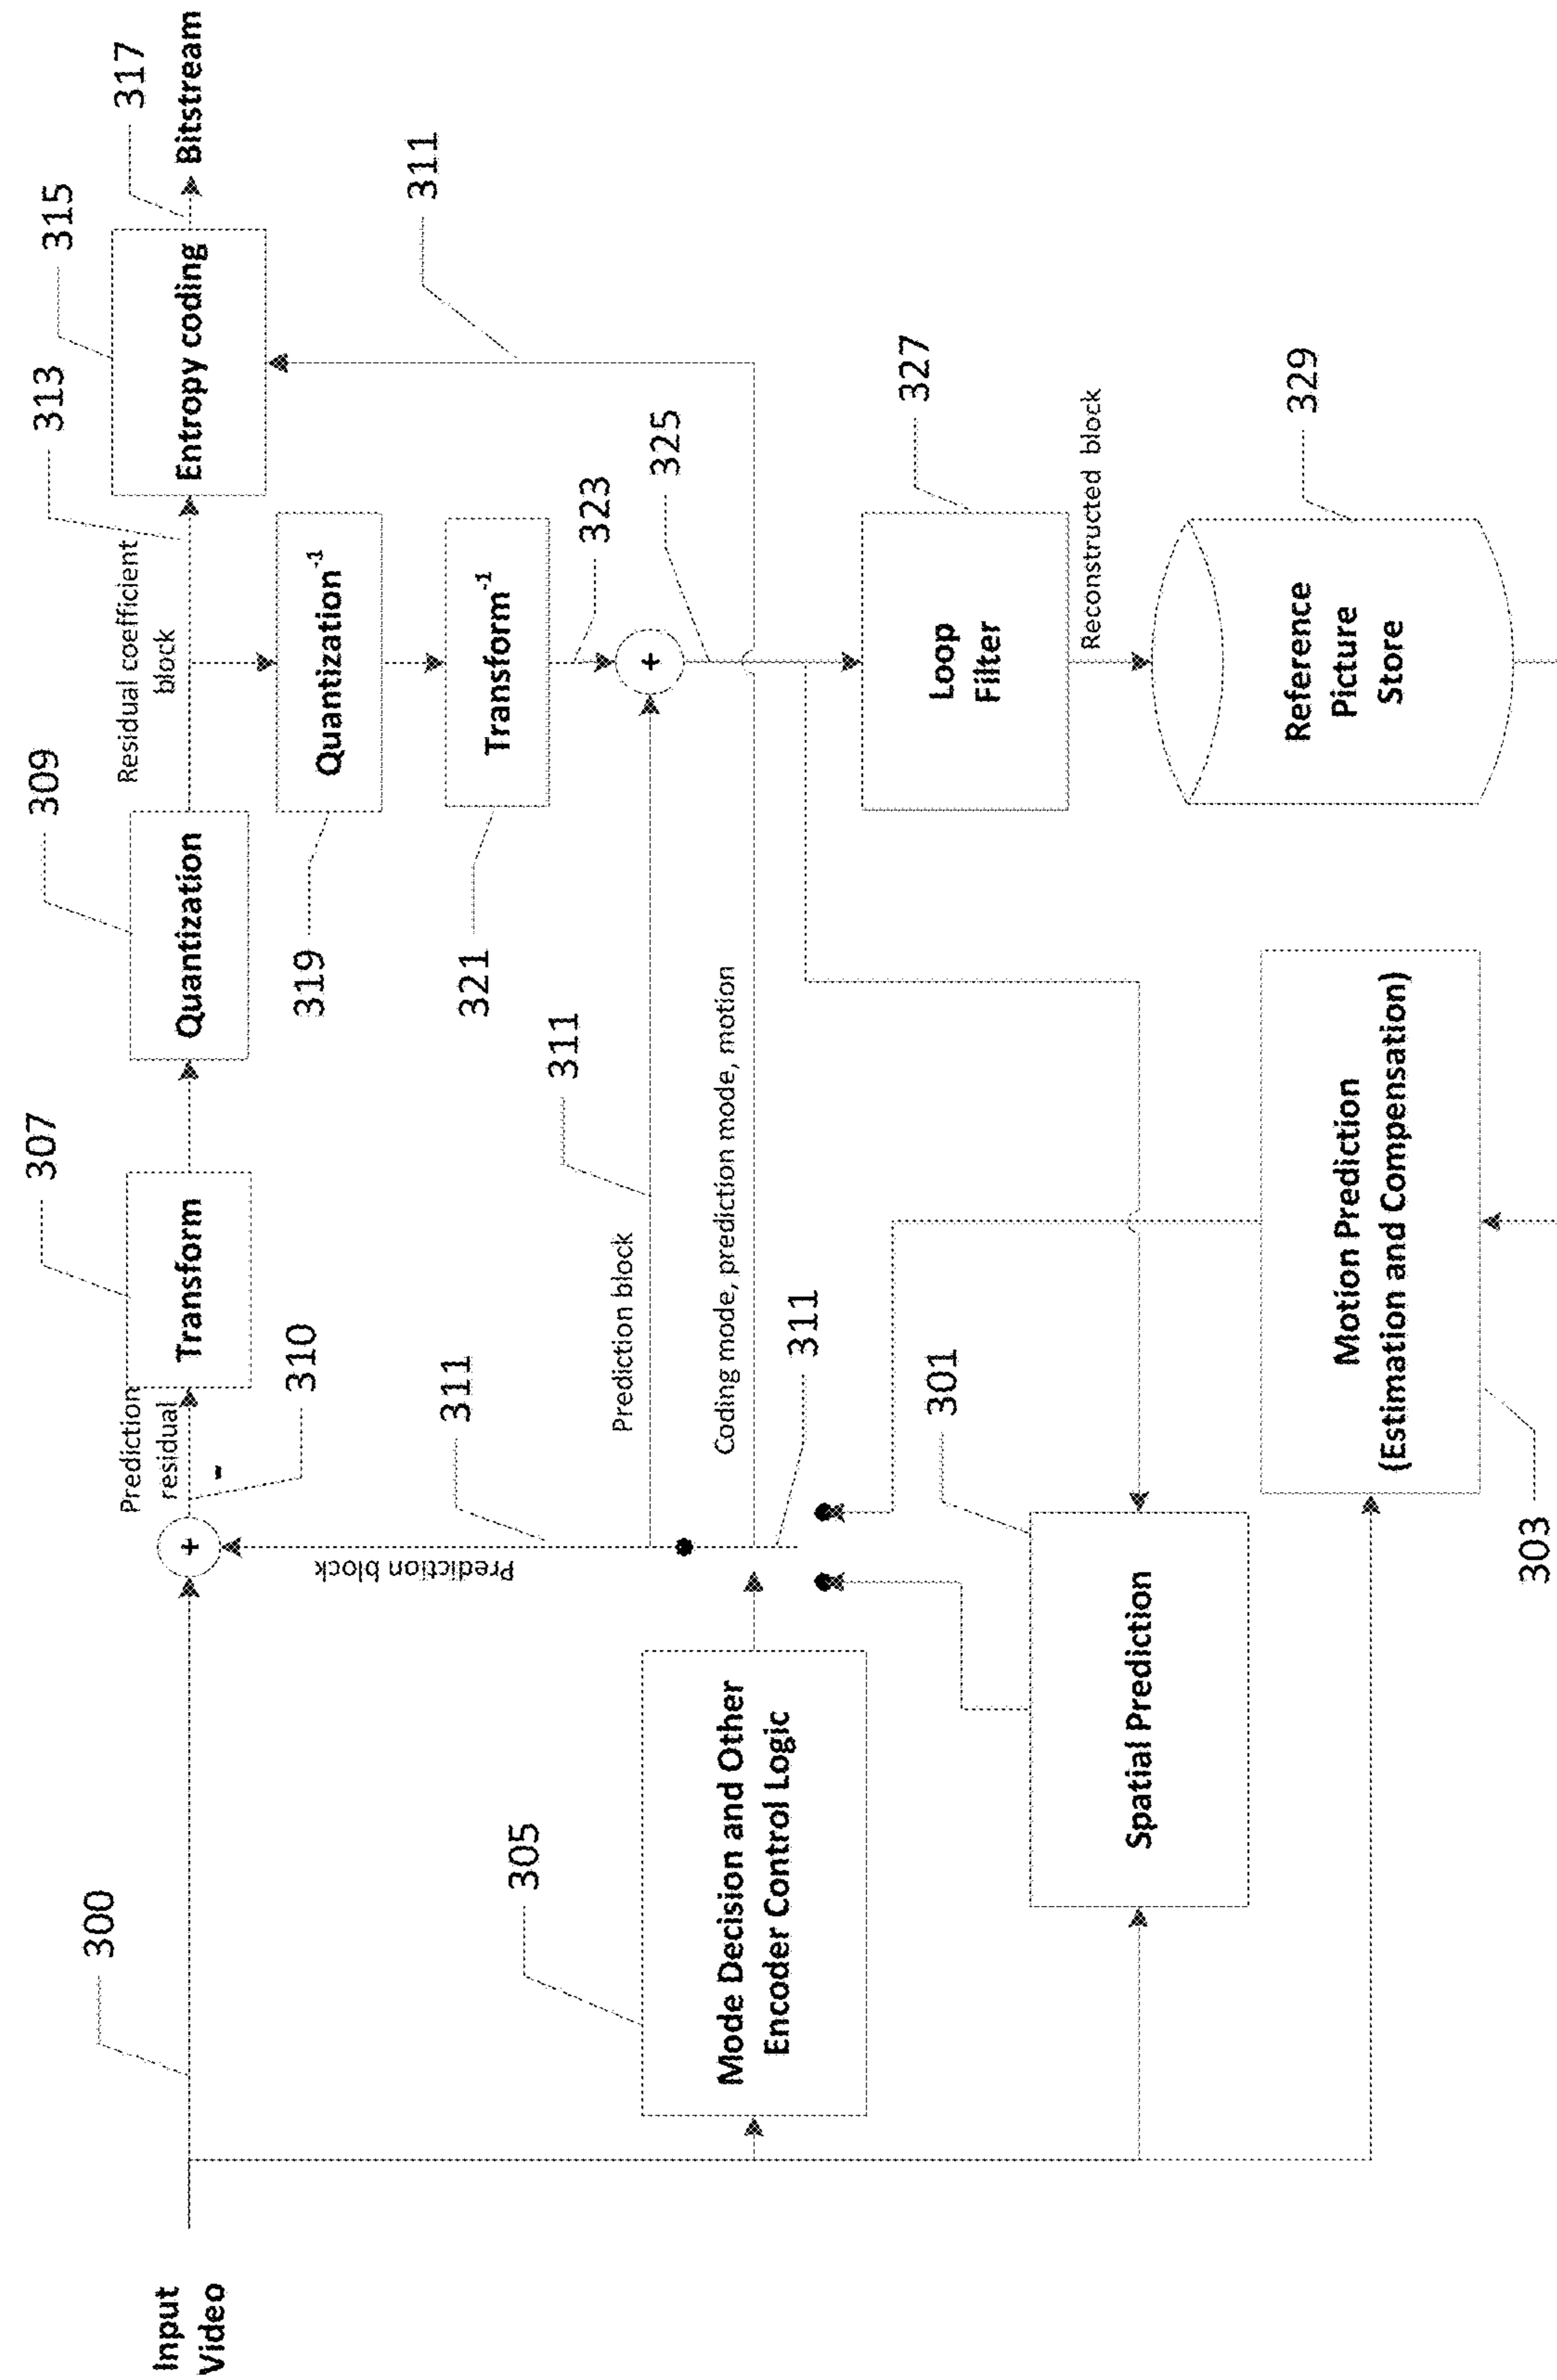 Input
Video
300
Prediction
residual
-
310
307
Transform
309
Quantization
Residual coefficient
block
313
315
Entropy coding
317
Bitstream
+
Prediction block
311
319
Quantization-1
321
Transform-1
323
+
325
311
311
Prediction block
305
Mode Decision and Other
Encoder Control Logic
Coding mode, prediction mode, motion
311
327
Loop
Filter
Reconstructed block
301
Spatial Prediction
329
Reference
Picture
Store
Motion Prediction
(Estimation and Compensation)
303